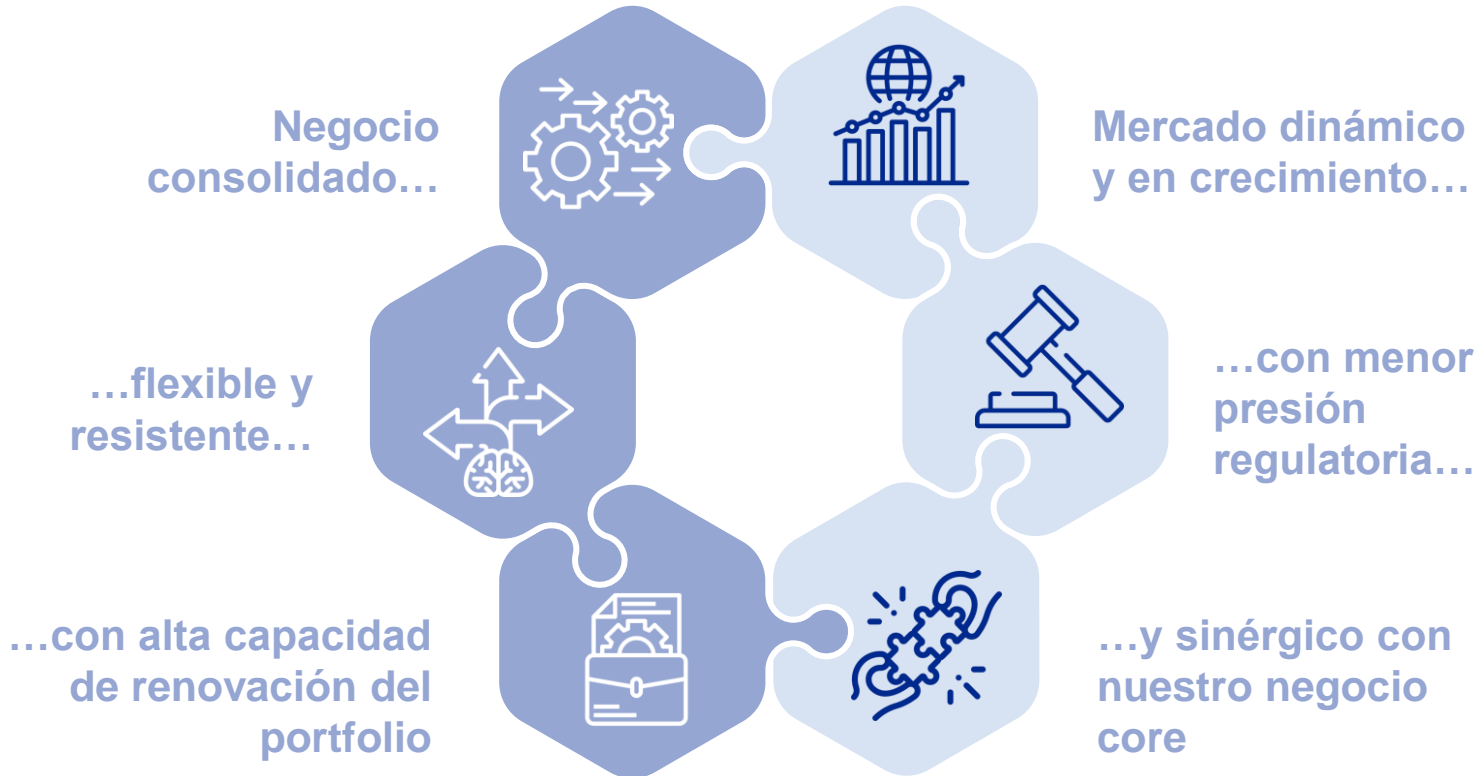 Negocio
consolidado…
…flexible y
resistente…
…con alta capacidad
de renovación del
portfolio
Mercado dinámico
y en crecimiento…
…con menor
presión
regulatoria…
…y sinérgico con
nuestro negocio
core